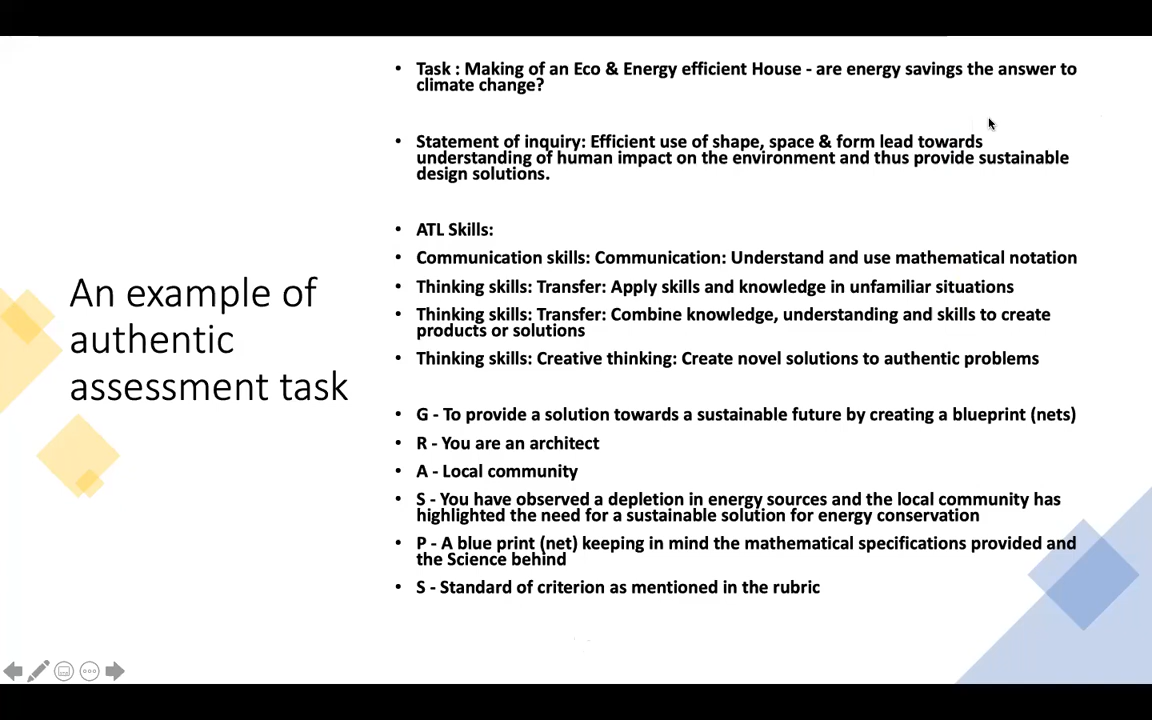 An example of
authentic
assessment task
• Task : Making of an Eco & Energy efficient House - are energy savings the answer to
climate change?
• Statement of inquiry: Efficient use of shape, space & form lead towards
understanding of human impact on the environment and thus provide sustainable
design solutions.
• ATL Skills:
• Communication skills: Communication: Understand and use mathematical notation
• Thinking skills: Transfer: Apply skills and knowledge in unfamiliar situations
• Thinking skills: Transfer: Combine knowledge, understanding and skills to create
products or solutions
• Thinking skills: Creative thinking: Create novel solutions to authentic problems
• G - To provide a solution towards a sustainable future by creating a blueprint (nets)
• R - You are an architect
• A - Local community
• S - You have observed a depletion in energy sources and the local community has
highlighted the need for a sustainable solution for energy conservation
• P - A blue print (net) keeping in mind the mathematical specifications provided and
the Science behind
• S - Standard of criterion as mentioned in the rubric